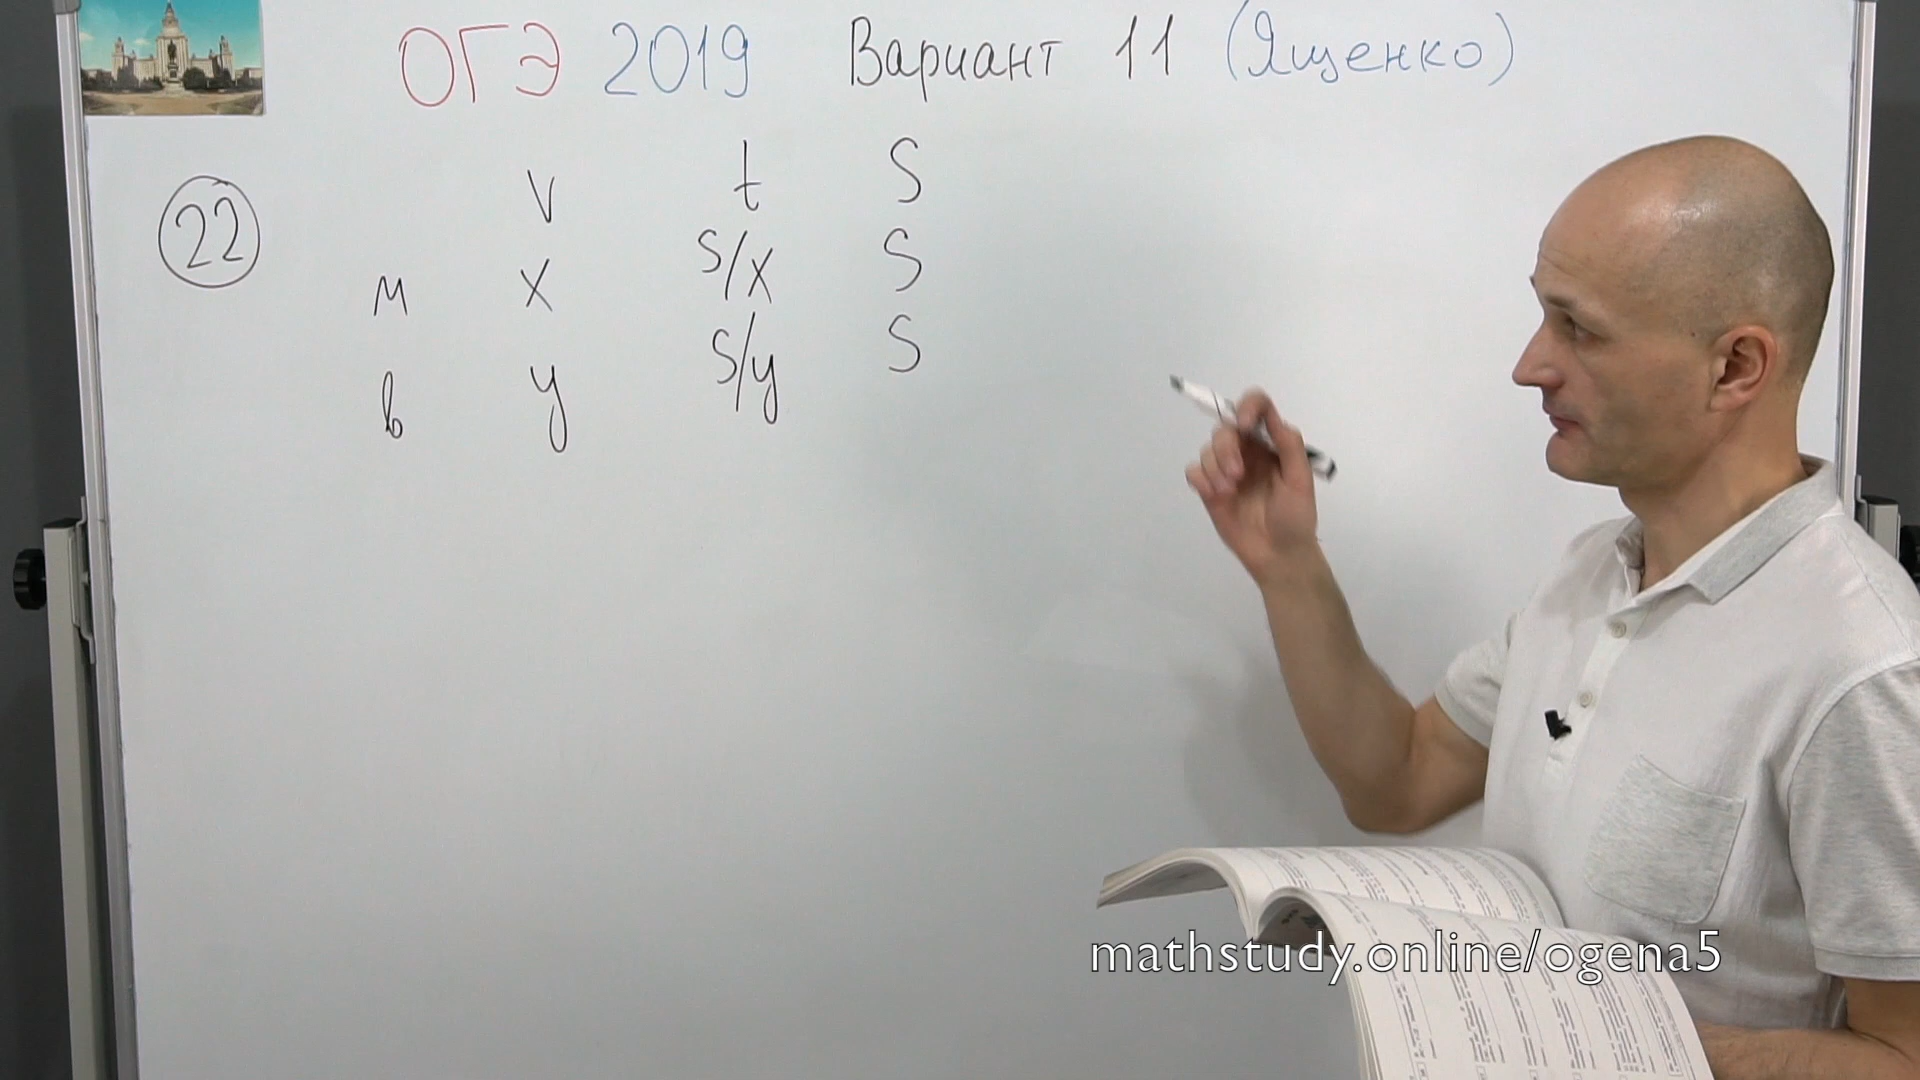 ОГЭ 2019 Вариант 11 (Ященко)
22
v t S
м x S/x S
в y S/y S
mathstudy.online/ogena5